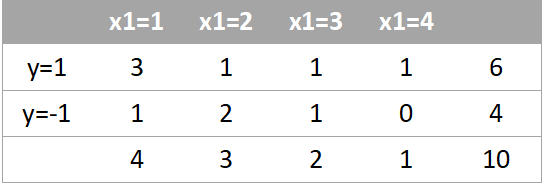 x1=1 x1=2 x1=3 x1=4
y=1 3 1 1 1 6
y=-1 1 2 1 0 4
4 3 2 1 10